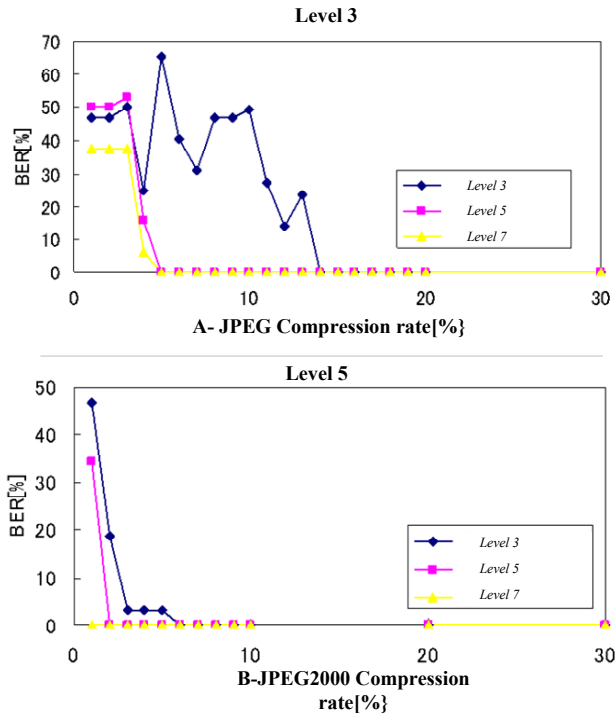 Level 3
70
60
50
40
30
20
10
0
BER[%]
Level 3
Level 5
Level 7
0 10 20 30
A- JPEG Compression rate[%}
Level 5
50
40
30
20
10
0
BER[%]
Level 3
Level 5
Level 7
0 10 20 30
B-JPEG2000 Compression
rate[%}